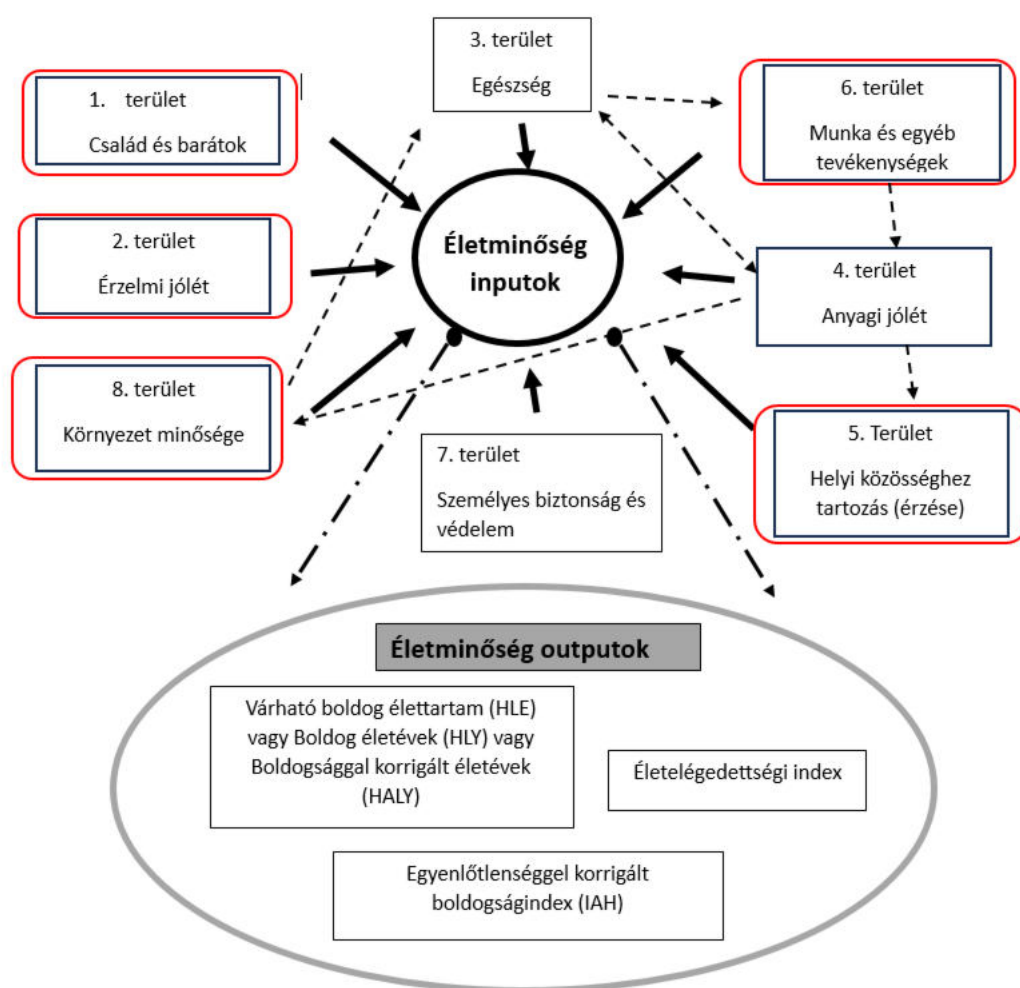 3. terület
Egészség
1. terület
Család és barátok
6. terület
Munka és egyéb
tevékenységek
2. terület
Érzelmi jólét
Életminőség
inputok
4. terület
Anyagi jólét
8. terület
Környezet minősége
7. terület
Személyes biztonság és
védelem
5. Terület
Helyi közösséghez
tartozás (érzése)
Életminőség outputok
Várható boldog élettartam (HLE)
vagy Boldog életévek (HLY) vagy
Boldogsággal korrigált életévek
(HALY)
Életelégedettségi index
Egyenlőtlenséggel korrigált
boldogságindex (IAH)